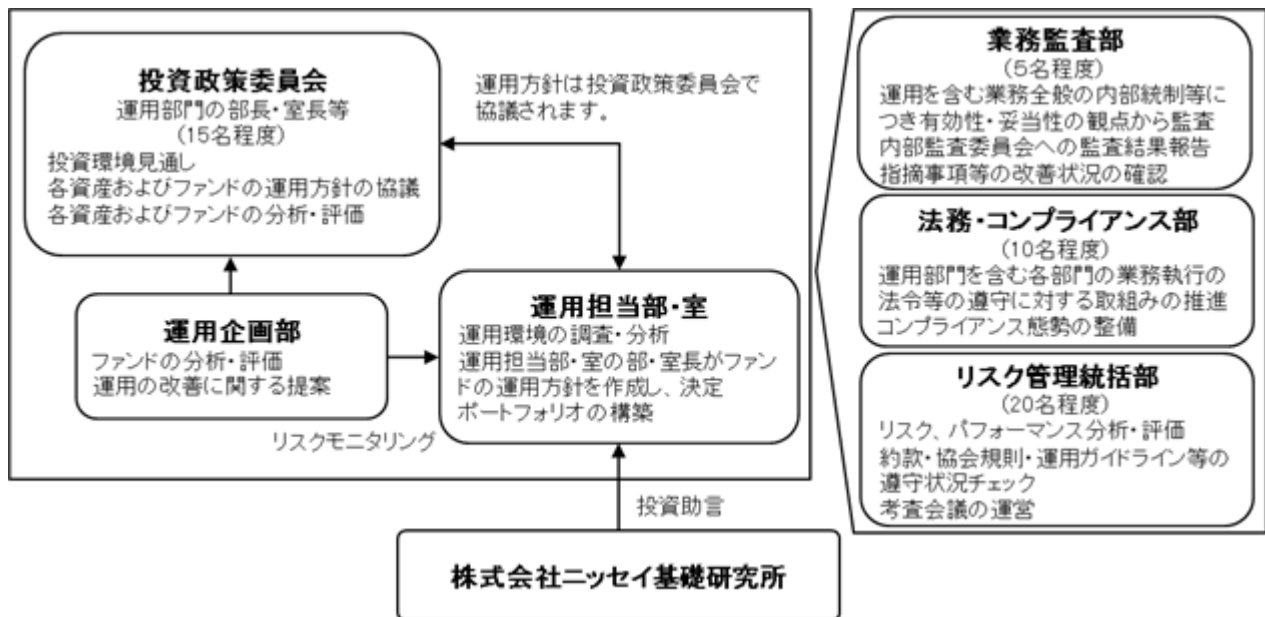 投資政策委員会
運用部門の部長・室長等
(15名程度)
投資環境見通し
各資産およびファンドの運用方針の協議
各資産およびファンドの分析・評価
運用方針は投資政策委員会で
協議されます。
運用企画部
ファンドの分析・評価
運用の改善に関する提案
リスクモニタリング
運用担当部・室
運用環境の調査・分析
運用担当部・室の部・室長がファン
ドの運用方針を作成し、決定
ポートフォリオの構築
投資助言
株式会社ニッセイ基礎研究所
業務監査部
(5名程度)
運用を含む業務全般の内部統制等に
つき有効性・妥当性の観点から監査
内部監査委員会への監査結果報告
指摘事項等の改善状況の確認
法務・コンプライアンス部
(10名程度)
運用部門を含む各部門の業務執行の
法令等の遵守に対する取組みの推進
コンプライアンス態勢の整備
リスク管理統括部
(20名程度)
リスク、パフォーマンス分析・評価
約款・協会規則・運用ガイドライン等の
遵守状況チェック
考査会議の運営